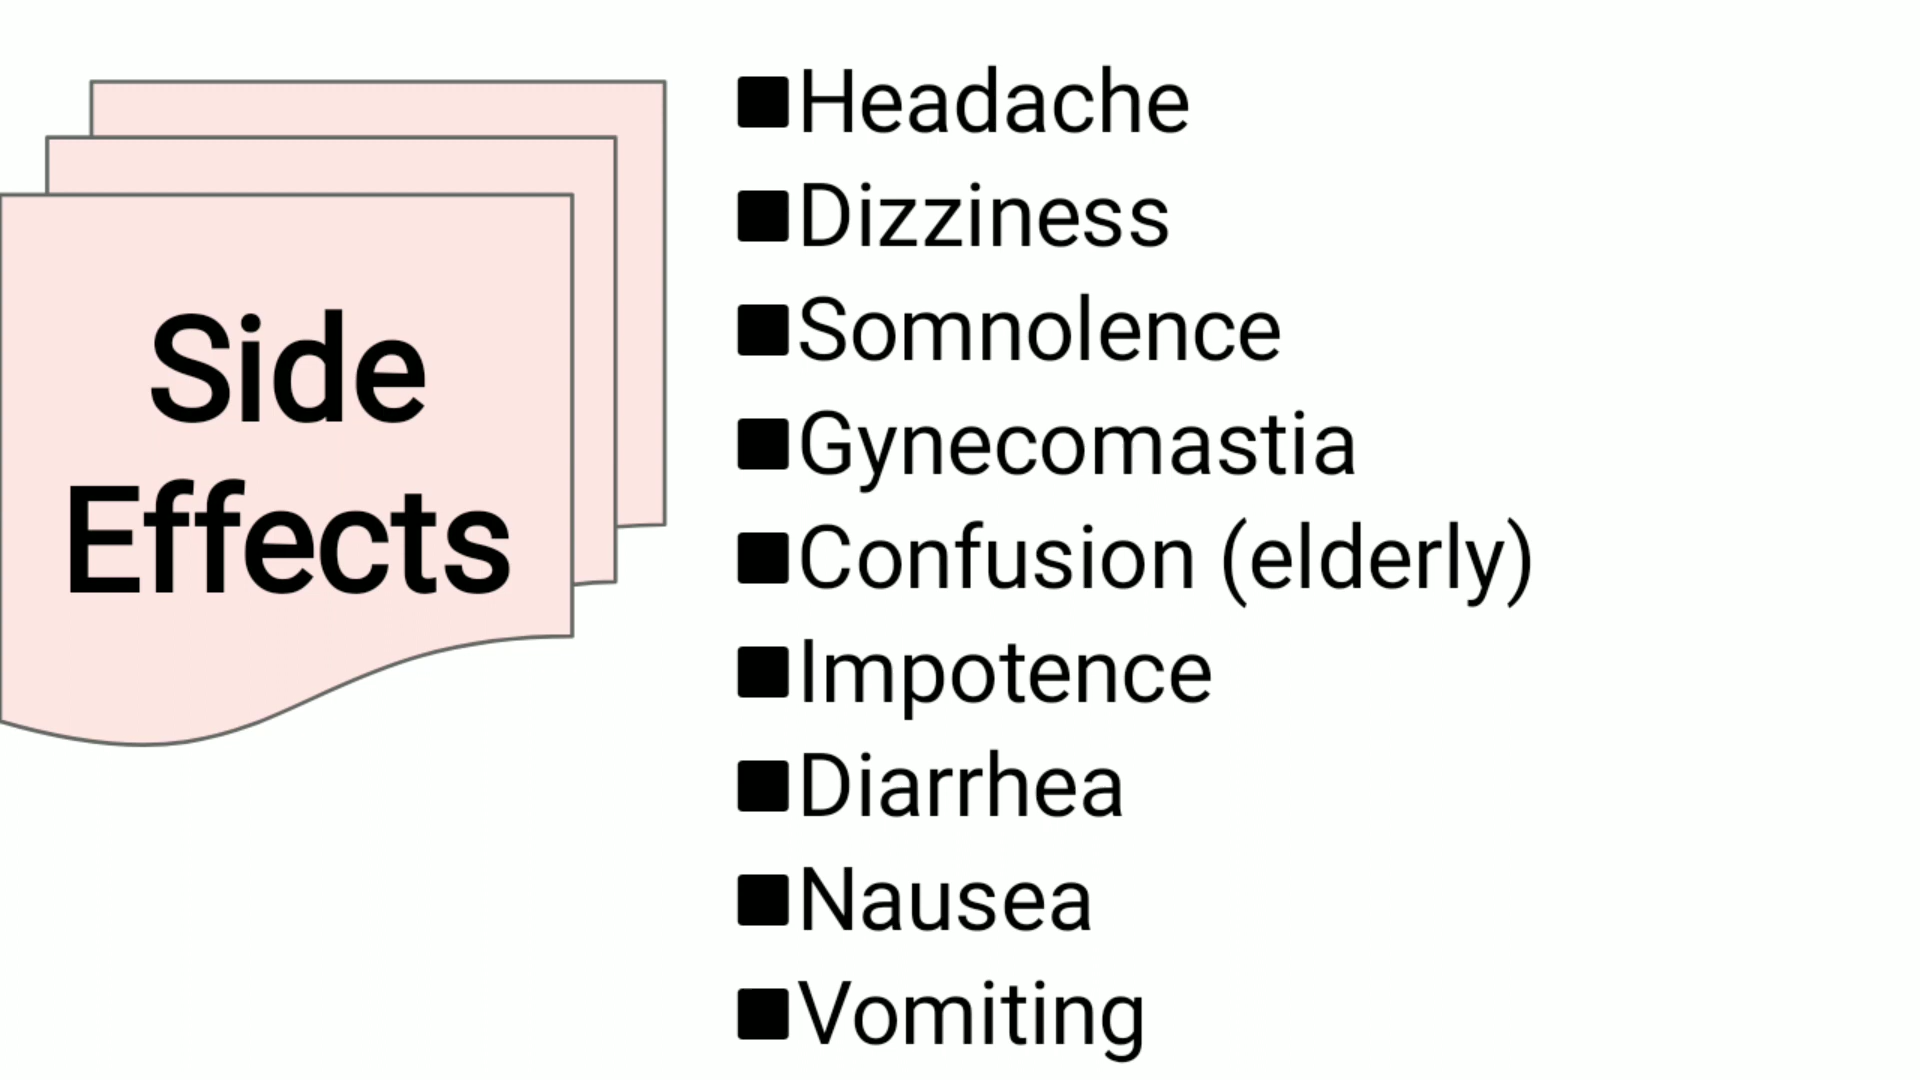 Side
Effects
■Headache
■Dizziness
■Somnolence
■Gynecomastia
■Confusion (elderly)
■Impotence
■Diarrhea
■Nausea
■Vomiting